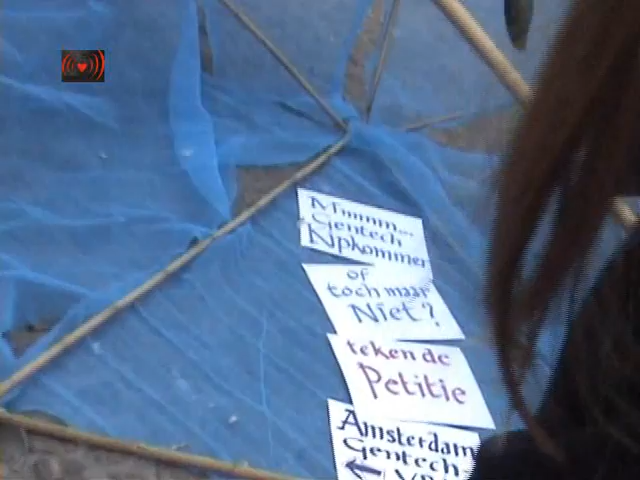 Mmmm...
Gentech
Npkommer
of
toch maar
Niet?
teken de
Petitie
Amsterdam
Gentech-